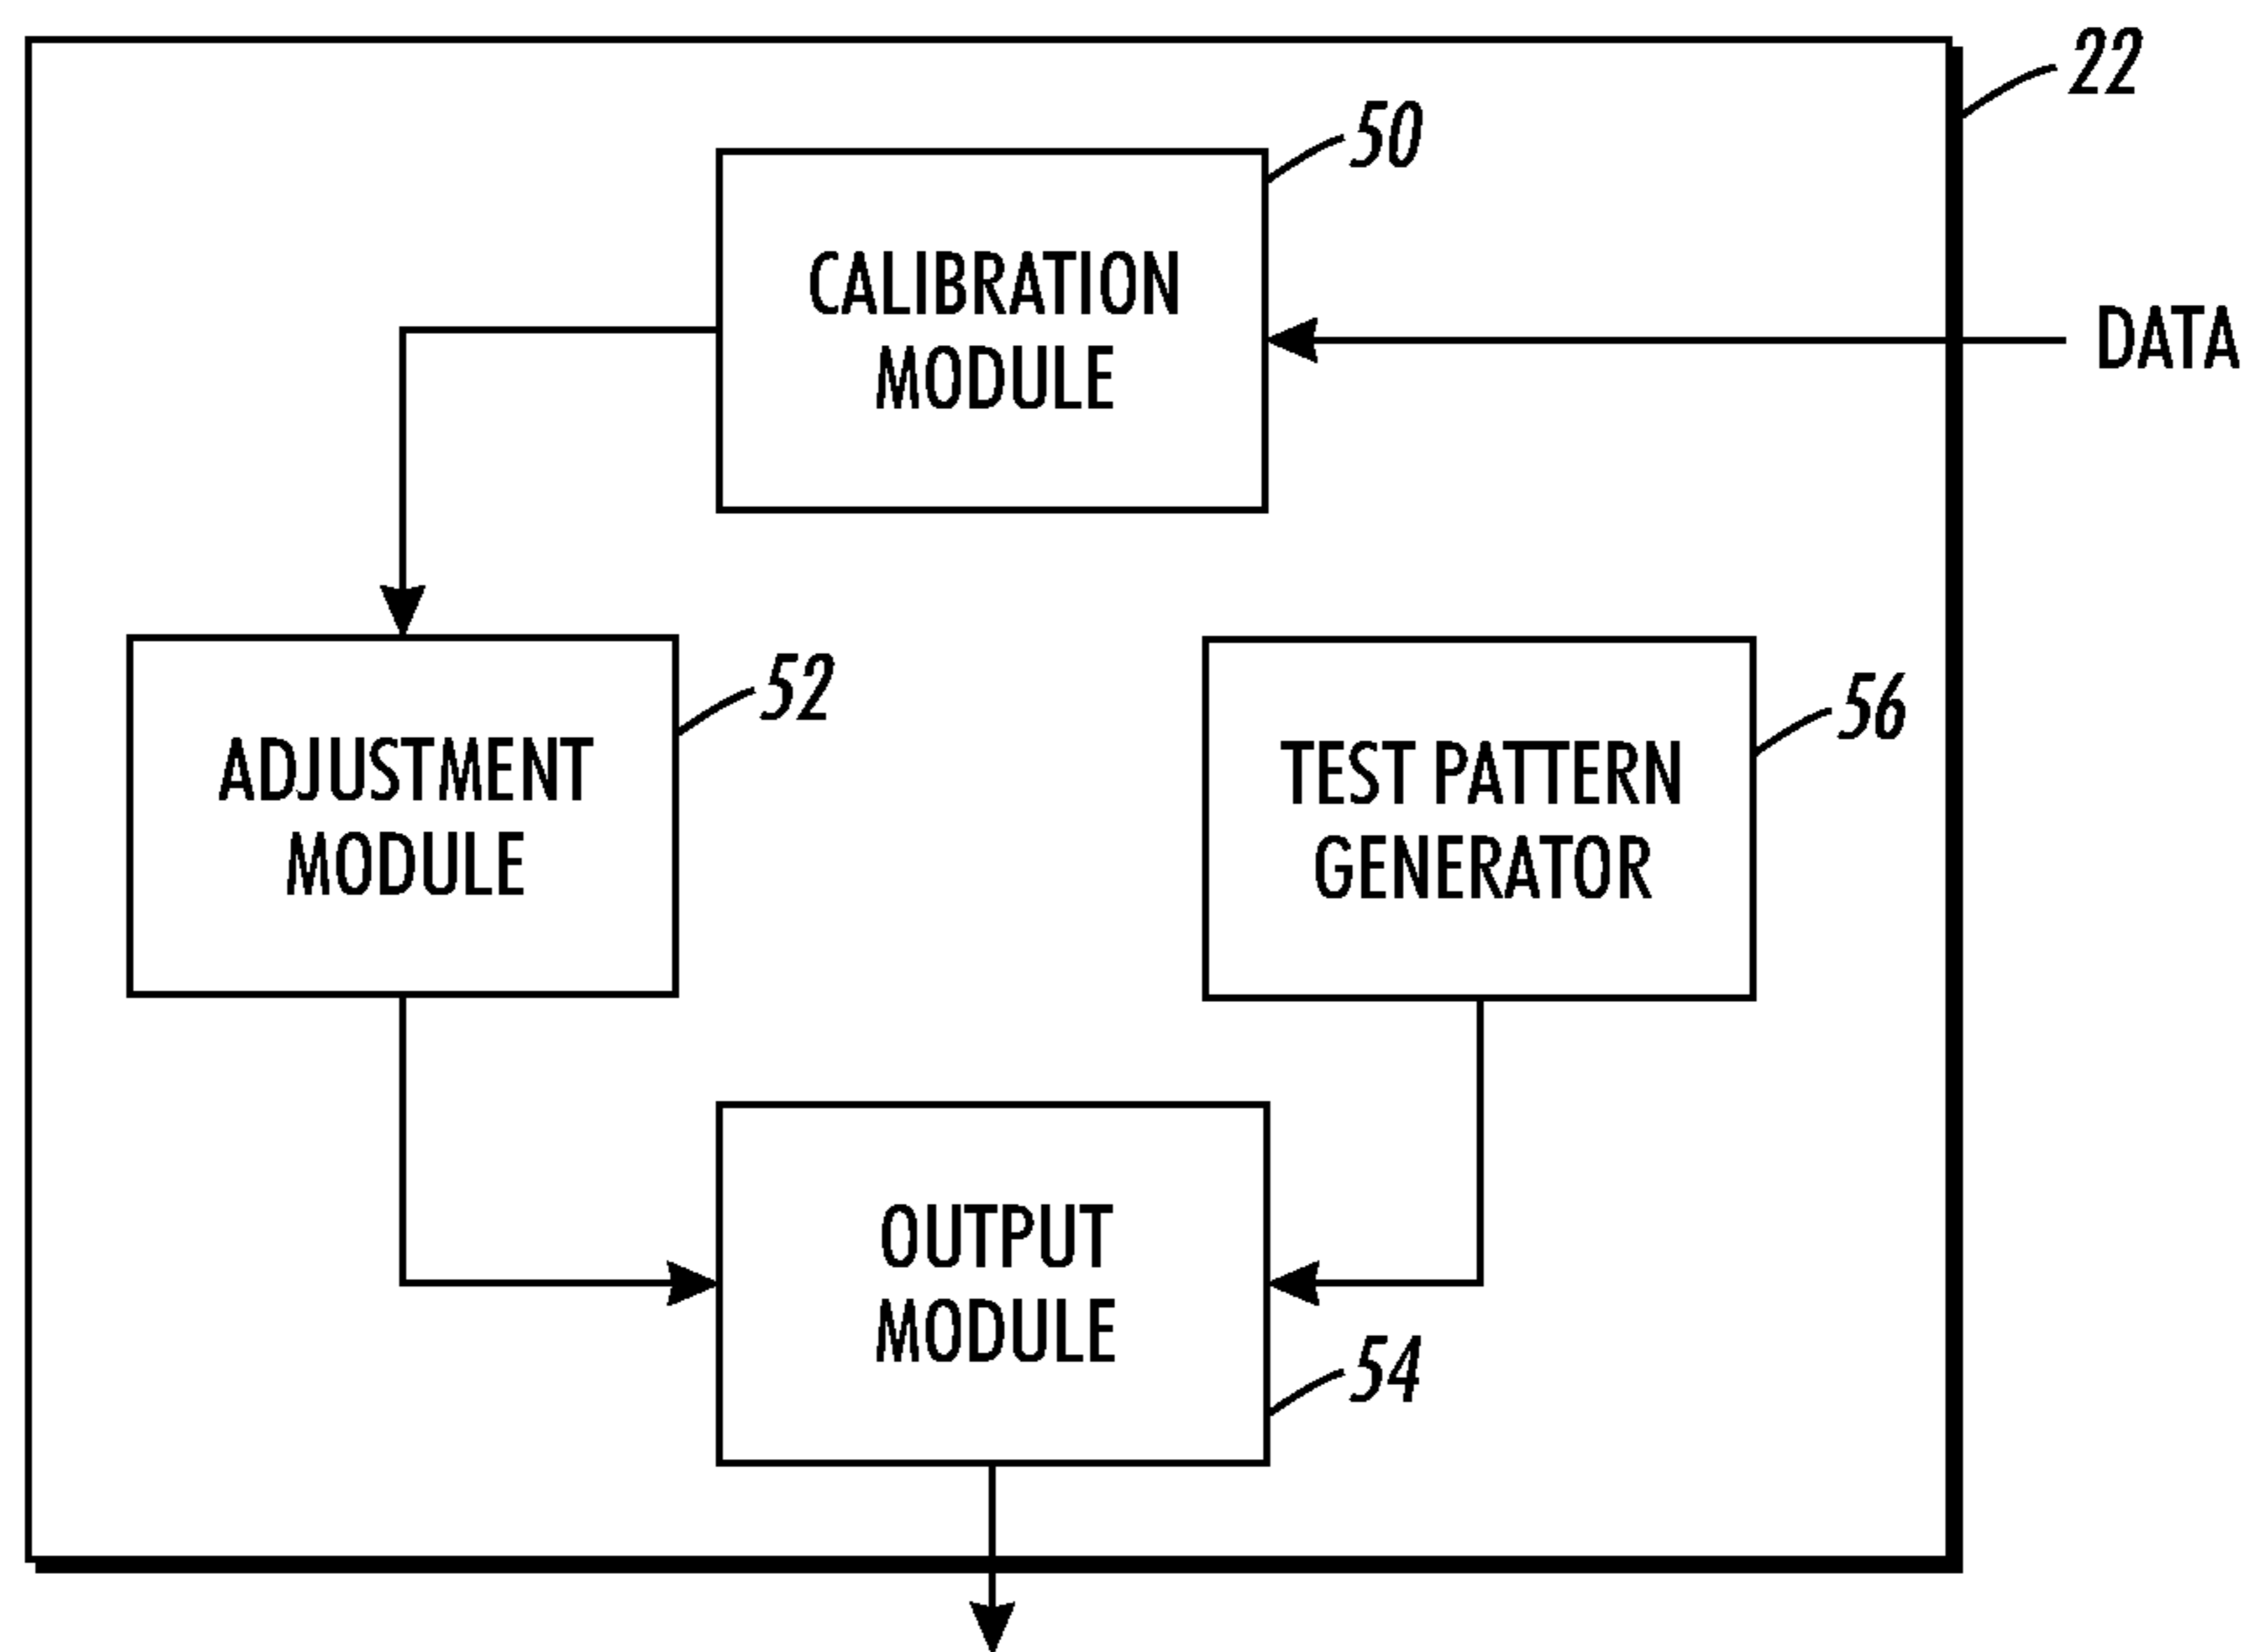 22
50
CALIBRATION
MODULE
DATA
52
ADJUSTMENT
MODULE
56
TEST PATTERN
GENERATOR
OUTPUT
MODULE
54